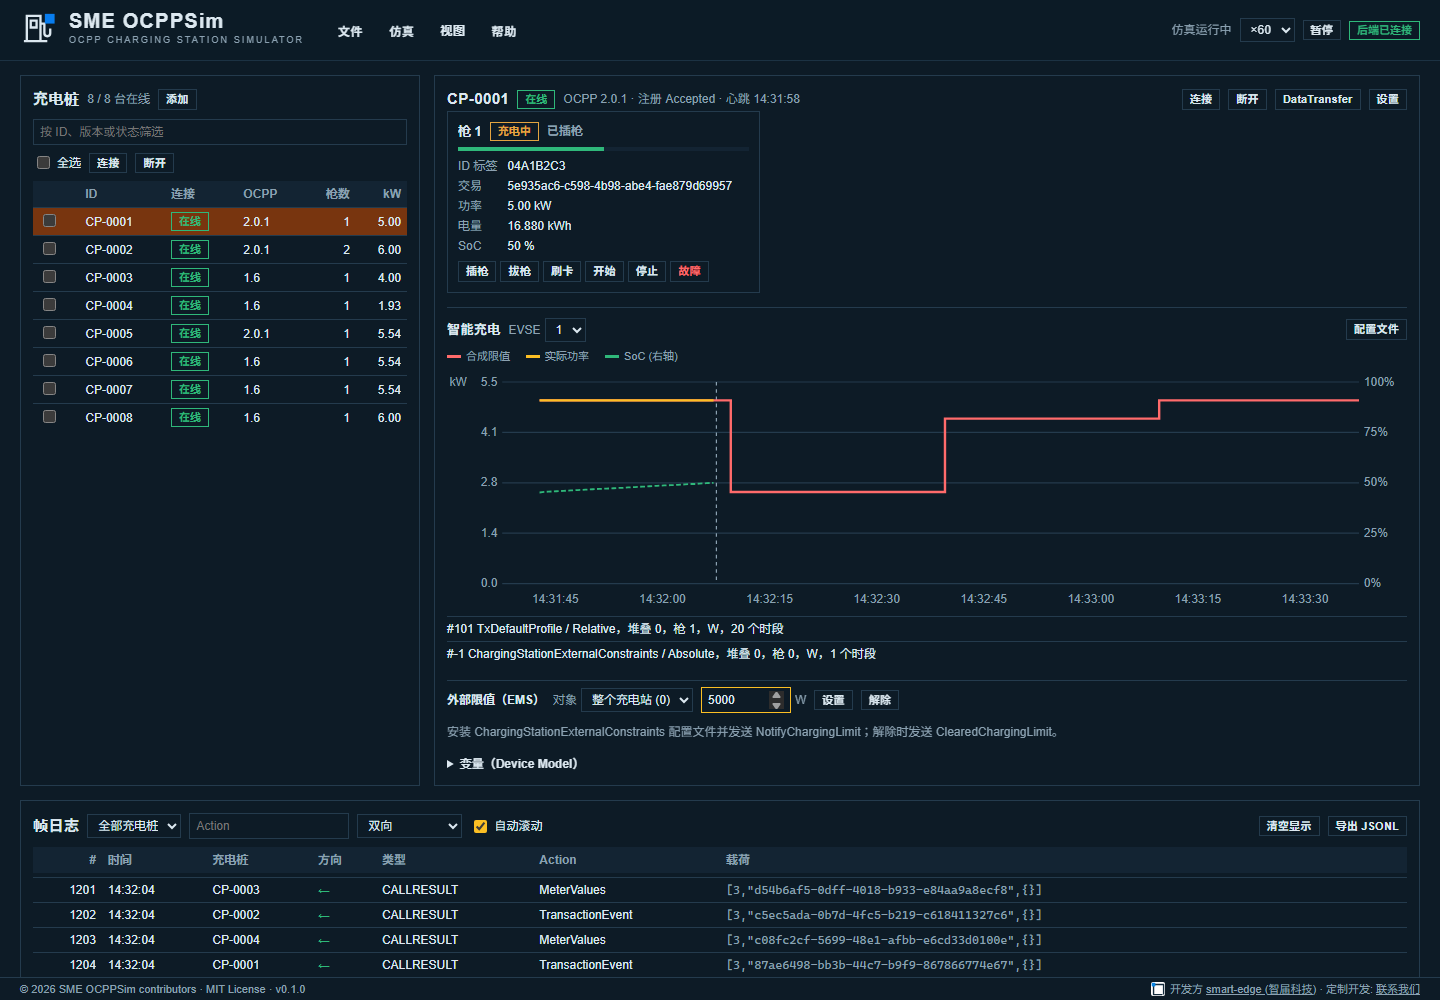 SME OCPPSim
OCPP CHARGING STATION SIMULATOR
文件 仿真 视图 帮助
仿真运行中 ×60 暂停 后端已连接
充电桩 8 / 8 台在线 添加
按 ID、版本或状态筛选
全选 连接 断开
ID 连接 OCPP 枪数 kW
CP-0001 在线 2.0.1 1 5.00
CP-0002 在线 2.0.1 2 6.00
CP-0003 在线 1.6 1 4.00
CP-0004 在线 1.6 1 1.93
CP-0005 在线 2.0.1 1 5.54
CP-0006 在线 1.6 1 5.54
CP-0007 在线 1.6 1 5.54
CP-0008 在线 1.6 1 6.00
CP-0001 在线 OCPP 2.0.1 · 注册 Accepted · 心跳 14:31:58 连接 断开 DataTransfer 设置
枪 1 充电中 已插枪
ID 标签 04A1B2C3
交易 5e935ac6-c598-4b98-abe4-fae879d69957
功率 5.00 kW
电量 16.880 kWh
SoC 50 %
插枪 拔枪 刷卡 开始 停止 故障
智能充电 EVSE 1 配置文件
合成限值 实际功率 SoC (右轴)
kW 5.5 100%
4.1 75%
2.8 50%
1.4 25%
0.0 0%
14:31:45 14:32:00 14:32:15 14:32:30 14:32:45 14:33:00 14:33:15 14:33:30
#101 TxDefaultProfile / Relative，堆叠 0，枪 1，W，20 个时段
#-1 ChargingStationExternalConstraints / Absolute，堆叠 0，枪 0，W，1 个时段
外部限值（EMS） 对象 整个充电站 (0) 5000 W 设置 解除
安装 ChargingStationExternalConstraints 配置文件并发送 NotifyChargingLimit；解除时发送 ClearedChargingLimit。
变量（Device Model）
帧日志 全部充电桩 Action 双向 自动滚动 清空显示 导出 JSONL
# 时间 充电桩 方向 类型 Action 载荷
1201 14:32:04 CP-0003 ← CALLRESULT MeterValues [3,"d54b6af5-0dff-4018-b933-e84aa9a8ecf8",{}]
1202 14:32:04 CP-0002 ← CALLRESULT TransactionEvent [3,"c5ec5ada-0b7d-4fc5-b219-c618411327c6",{}]
1203 14:32:04 CP-0004 ← CALLRESULT MeterValues [3,"c08fc2cf-5699-48e1-afbb-e6cd33d0100e",{}]
1204 14:32:04 CP-0001 ← CALLRESULT TransactionEvent [3,"87ae6498-bb3b-44c7-b9f9-867866774e67",{}]
© 2026 SME OCPPSim contributors · MIT License · v0.1.0 开发方 smart-edge (智届科技) · 定制开发: 联系我们